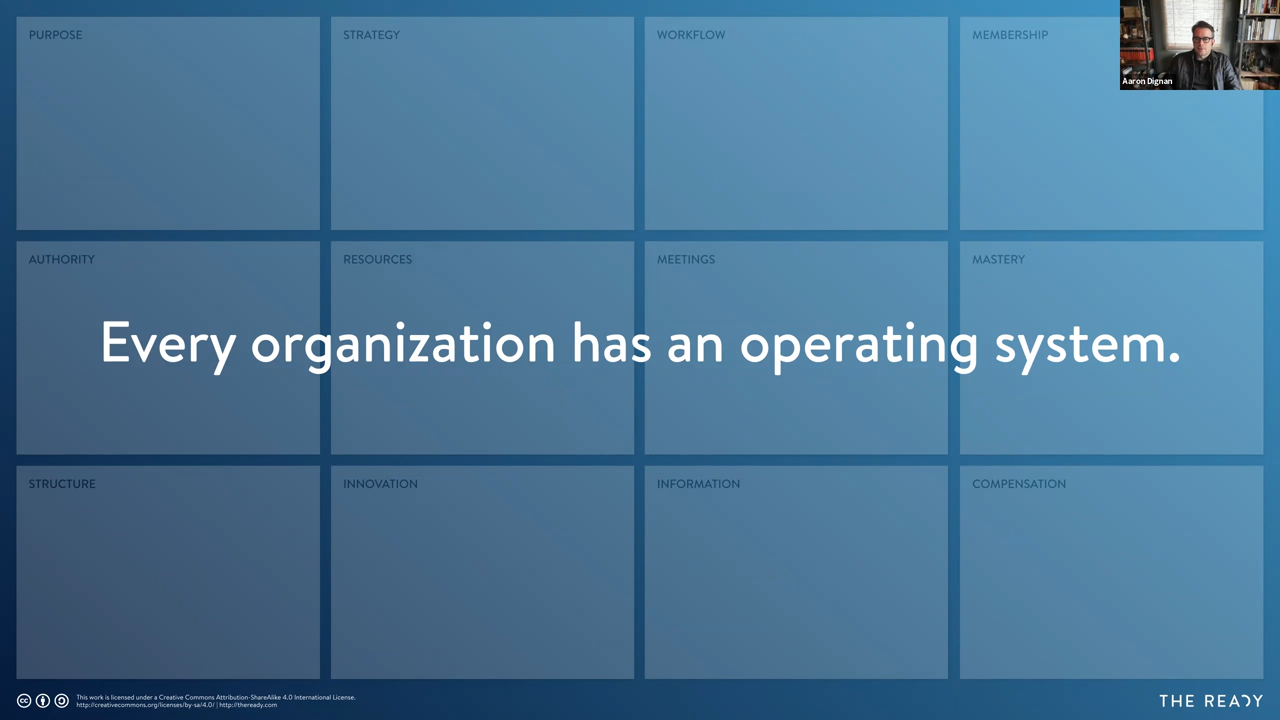 PURPOSE
STRATEGY
WORKFLOW
MEMBERSHIP
Aaron Dignan
AUTHORITY
RESOURCES
MEETINGS
MASTERY
Every organization has an operating system.
STRUCTURE
INNOVATION
INFORMATION
COMPENSATION
This work is licensed under a Creative Commons Attribution-ShareAlike 4.0 International License.
http://creativecommons.org/licenses/by-sa/4.0/ | http://theready.com
THE READY